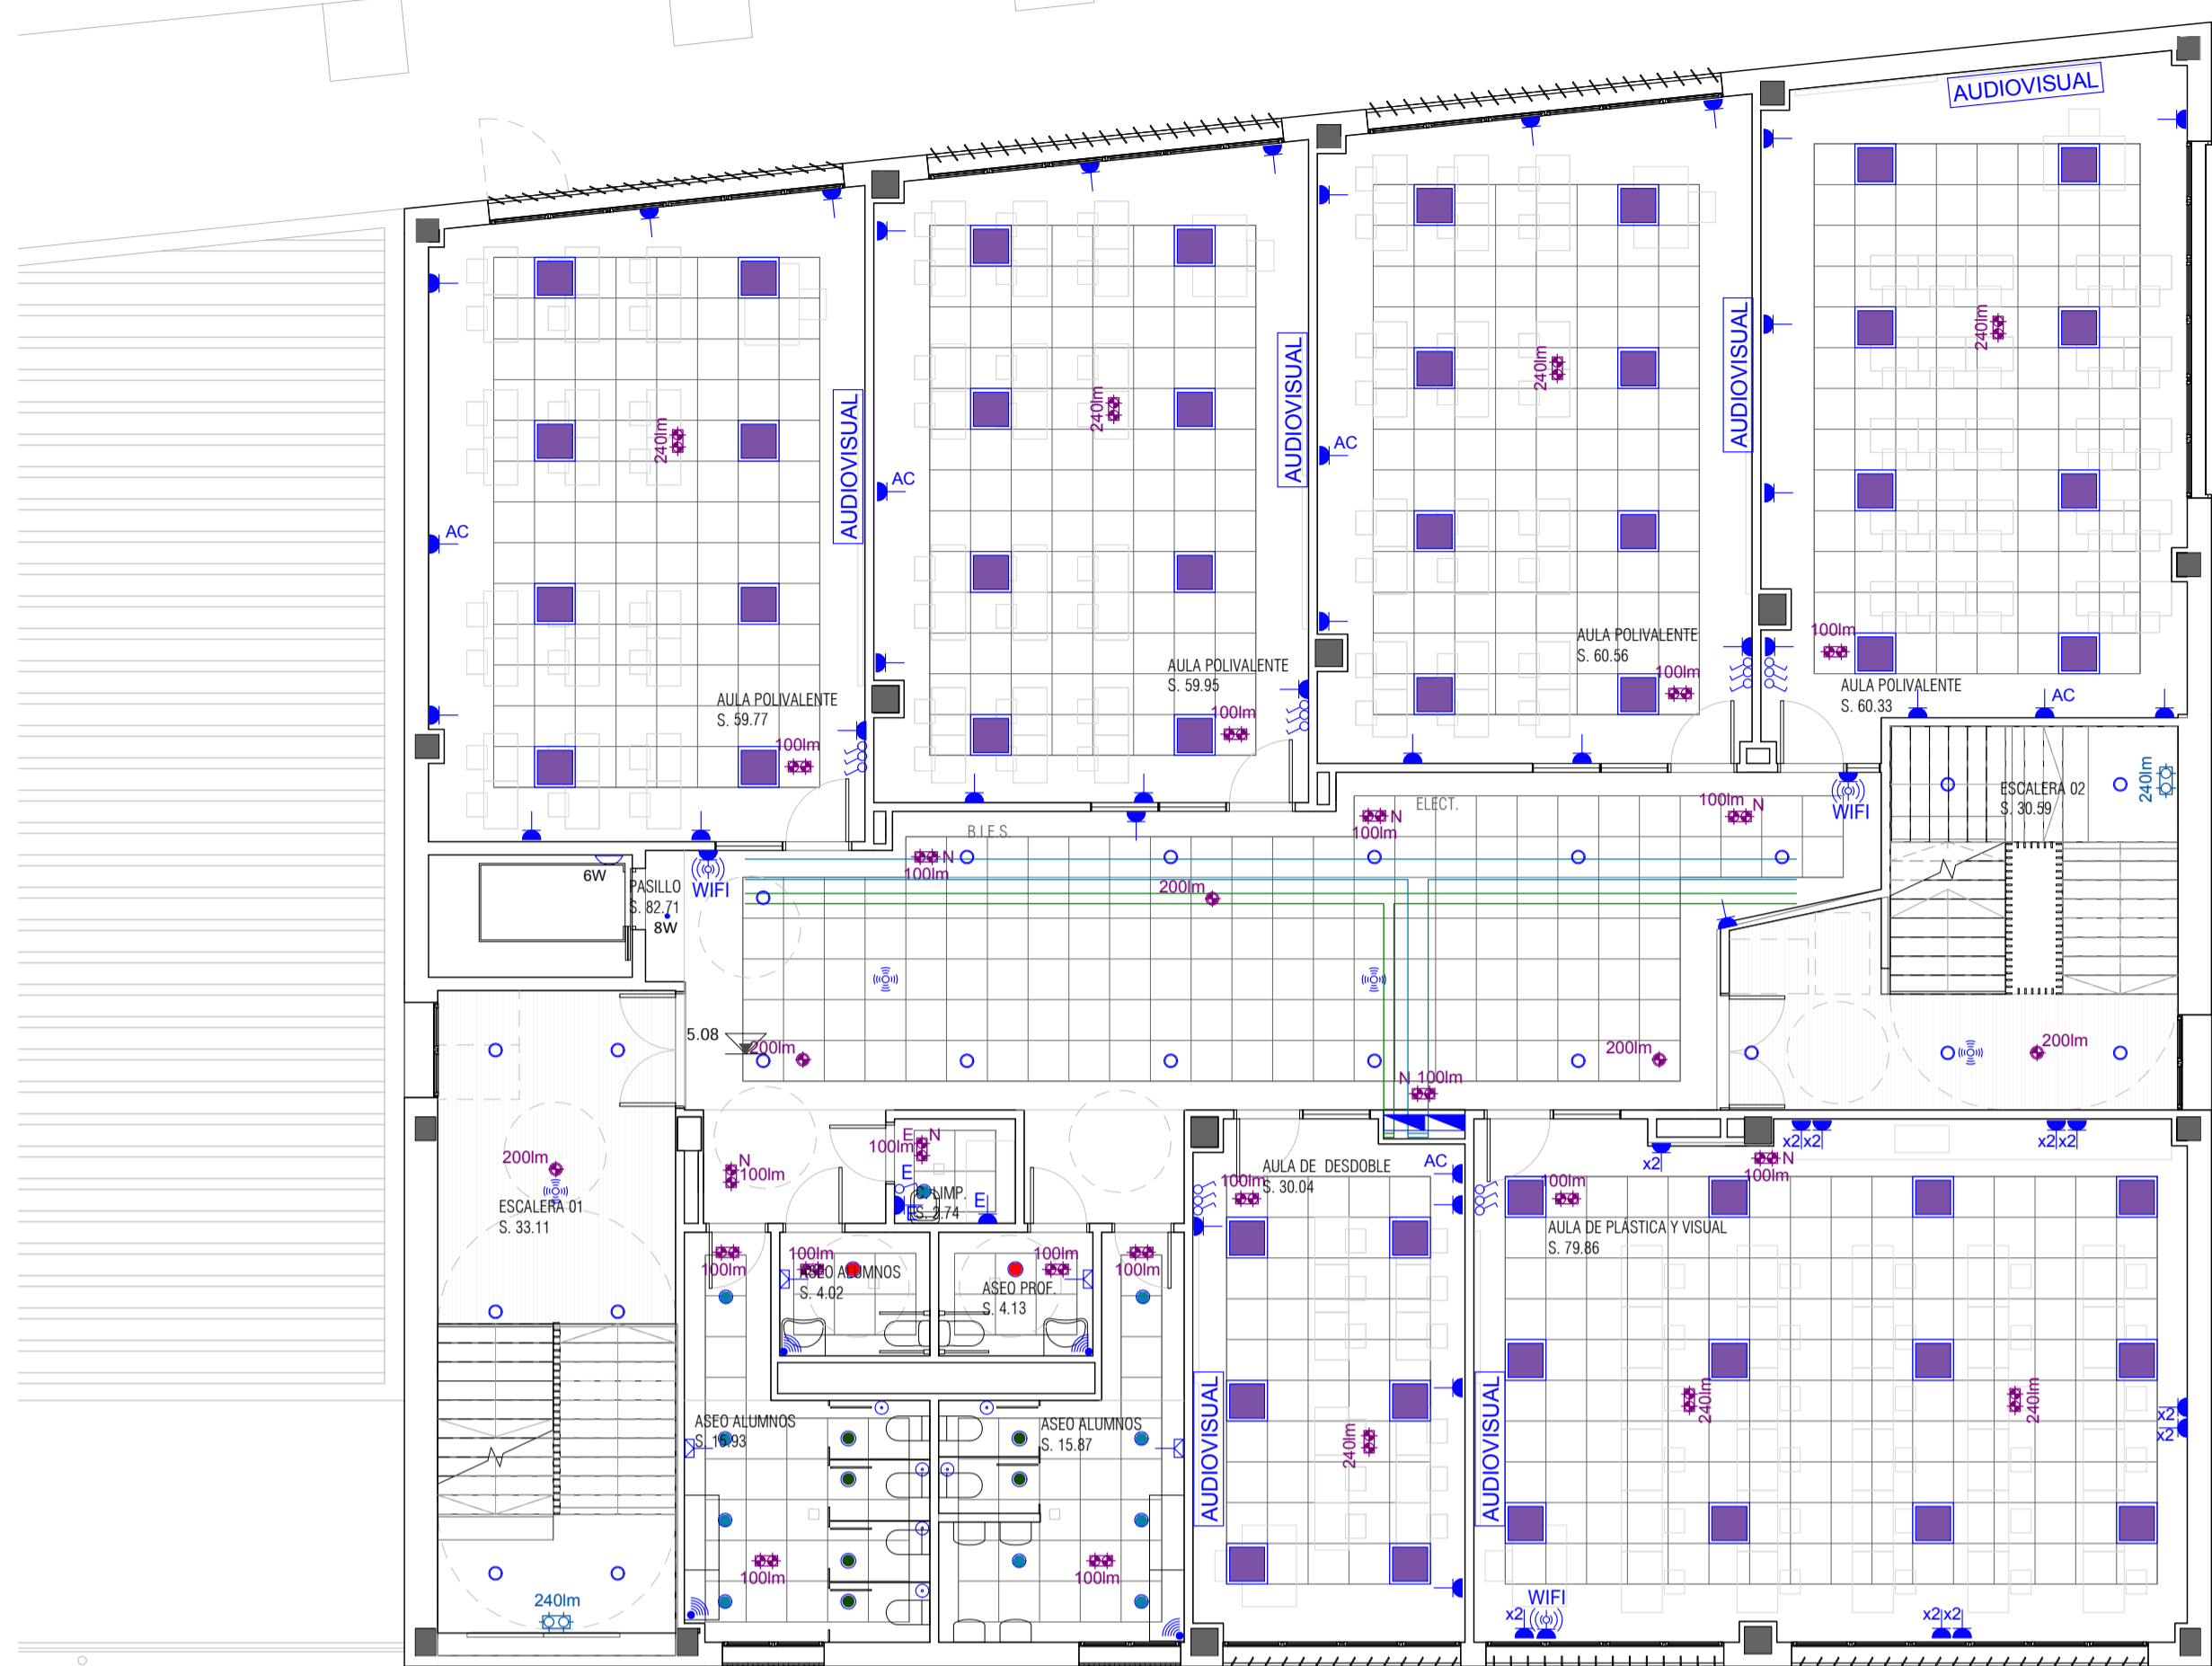 AUDIOVISUAL
240lm
240lm
240lm
240lm
AUDIOVISUAL
AUDIOVISUAL
AUDIOVISUAL
AC
AC
AC
100lm
AULA POLIVALENTE
S. 60.56
100lm
AULA POLIVALENTE
S. 59.95
100lm
AULA POLIVALENTE
S. 60.33
AC
AULA POLIVALENTE
S. 59.77
100lm
ESCALERA 02
S. 30.59
240lm
WIFI
ELECT.
100lm N
N
100lm
B.I.E.S.
N
100lm
6W
PASILLO
S. 82.71
8W
WIFI
200lm
5.08
200lm
200lm
200lm
N 100lm
x2 x2
x2 x2
x2
N
100lm
E N
100lm
E
C. LIMP.
S. 2.74
E
E
N
100lm
200lm
ESCALERA 01
S. 33.11
AULA DE DESDOBLE
S. 30.04
AC
100lm
100lm
AULA DE PLÁSTICA Y VISUAL
S. 79.86
100lm
100lm
ASEO ALUMNOS
S. 4.02
100lm
ASEO PROF.
S. 4.13
100lm
AUDIOVISUAL
AUDIOVISUAL
240lm
240lm
240lm
x2
x2
ASEO ALUMNOS
S. 15.93
ASEO ALUMNOS
S. 15.87
100lm
100lm
240lm
WIFI
x2
x2 x2